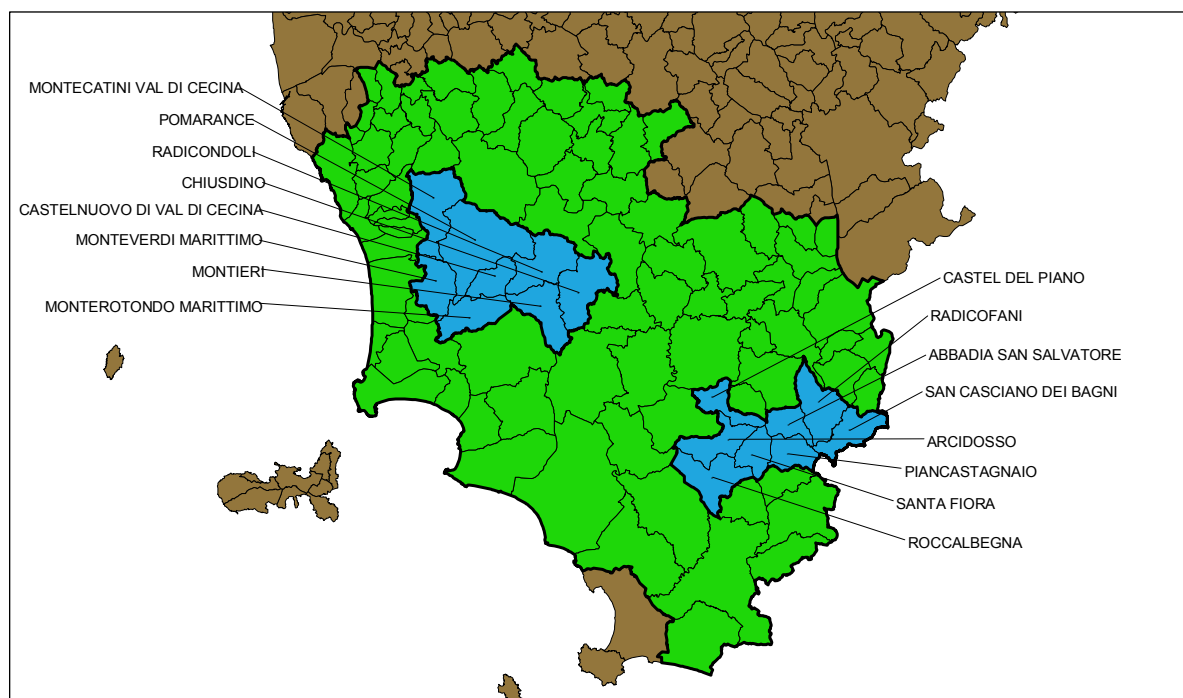 MONTECATINI VAL DI CECINA
POMARANCE
RADICONDOLI
CHIUSDINO
CASTELNUOVO DI VAL DI CECINA
MONTEVERDI MARITTIMO
MONTIERI
MONTEROTONDO MARITTIMO
CASTEL DEL PIANO
RADICOFANI
ABBADIA SAN SALVATORE
SAN CASCIANO DEI BAGNI
ARCIDOSSO
PIANCASTAGNAIO
SANTA FIORA
ROCCALBEGNA